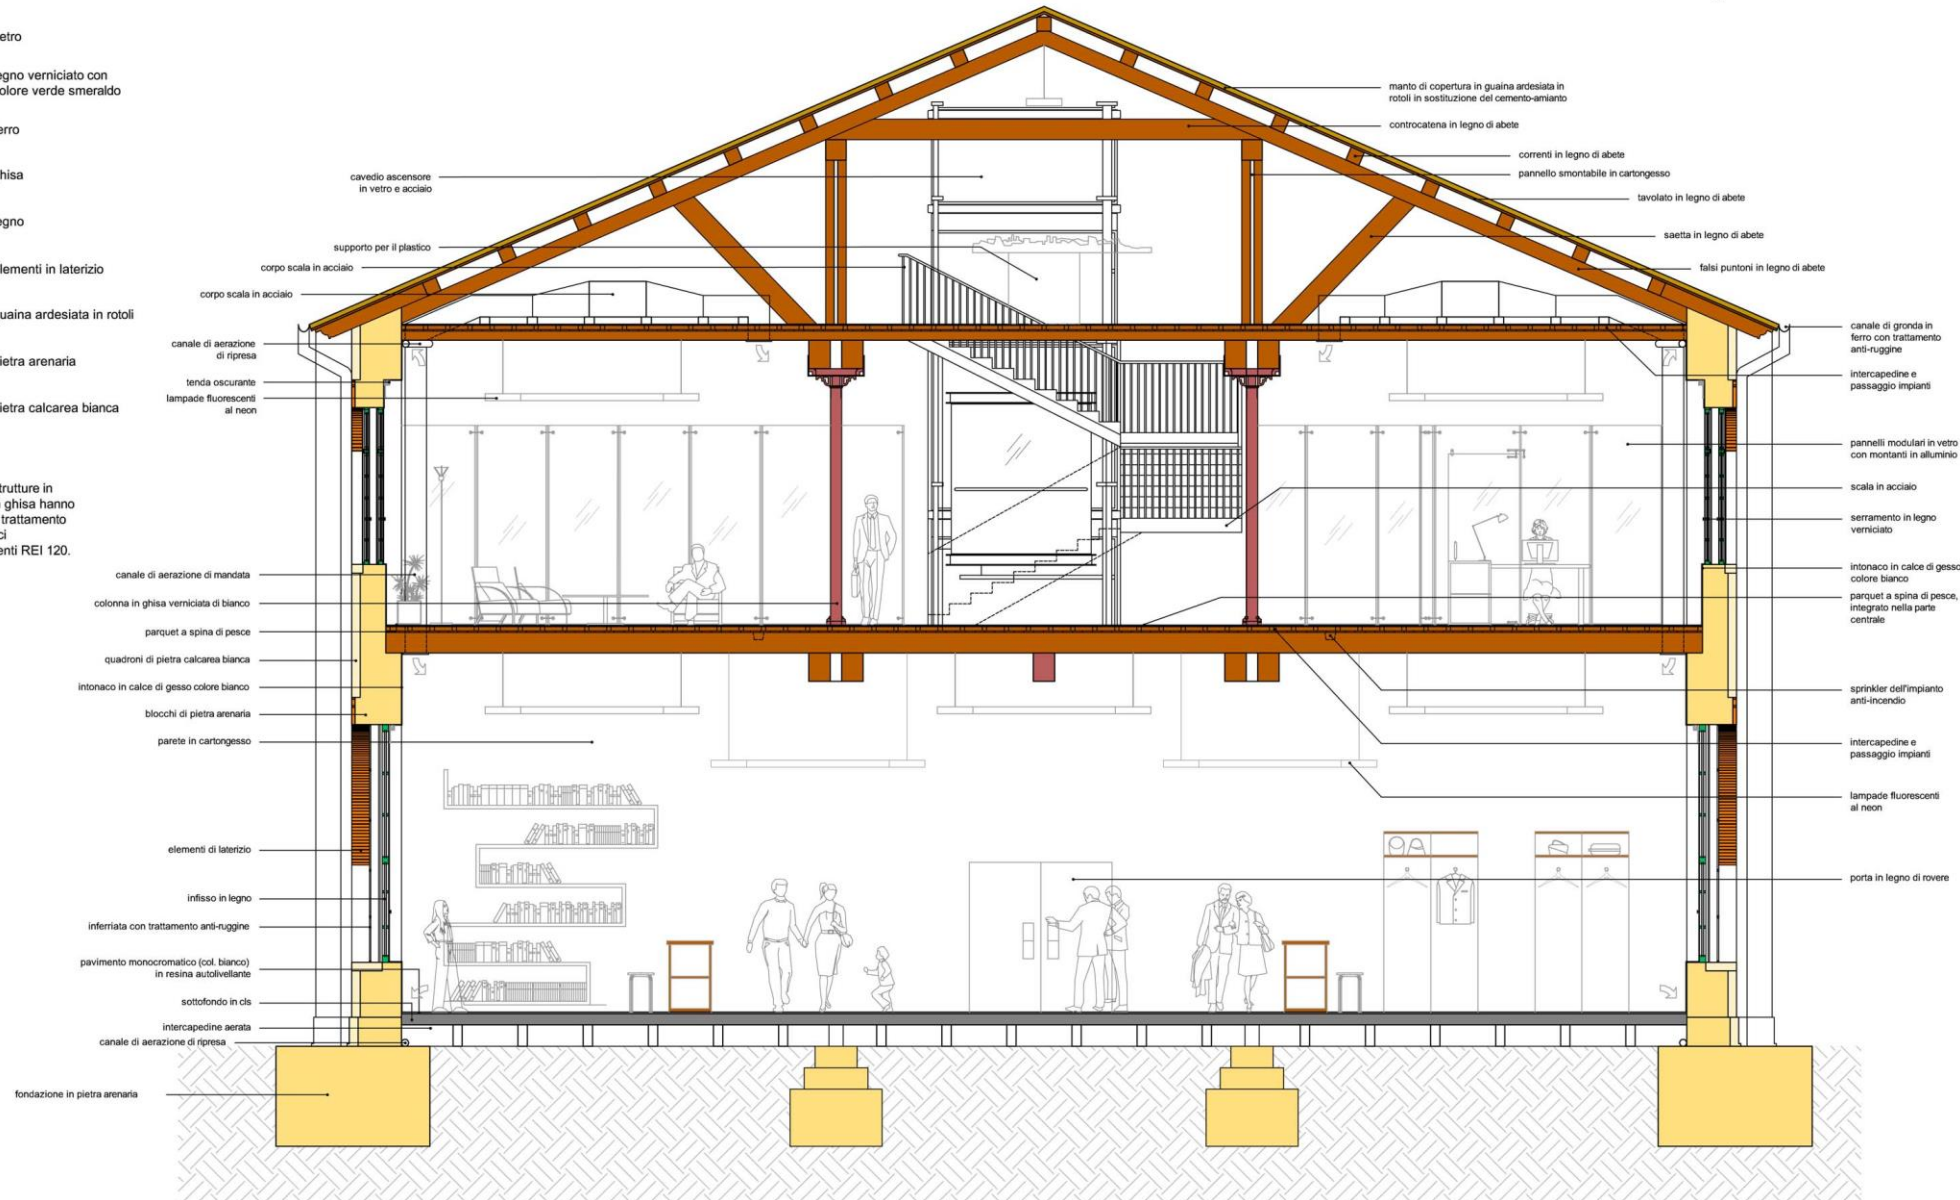 etro
egno verniciato con
olore verde smeraldo
erro
hisa
egno
lementi in laterizio
uaina ardesiata in rotoli
ietra arenaria
ietra calcarea bianca
trutture in
ghisa hanno
trattamento
ci
enti REI 120.
cavedio ascensore
in vetro e acciaio
supporto per il plastico
corpo scala in acciaio
corpo scala in acciaio
canale di aerazione
di ripresa
tenda oscurante
lampade fluorescenti
al neon
canale di aerazione di mandata
colonna in ghisa verniciata di bianco
parquet a spina di pesce
quadroni di pietra calcarea bianca
intonaco in calce di gesso colore bianco
blocchi di pietra arenaria
parete in cartongesso
elementi di laterizio
infisso in legno
inferriata con trattamento anti-ruggine
pavimento monocromatico (col. bianco)
in resina autolivellante
sottofondo in cls
intercapedine aerata
canale di aerazione di ripresa
fondazione in pietra arenaria
manto di copertura in guaina ardesiata in
rotoli in sostituzione del cemento-amianto
controcatena in legno di abete
correnti in legno di abete
pannello smontabile in cartongesso
tavolato in legno di abete
saetta in legno di abete
falsi puntoni in legno di abete
canale di gronda in
ferro con trattamento
anti-ruggine
intercapedine e
passaggio impianti
pannelli modulari in vetro
con montanti in alluminio
scala in acciaio
serramento in legno
verniciato
intonaco in calce di gesso
colore bianco
parquet a spina di pesce,
integrato nella parte
centrale
sprinkler dell'impianto
anti-incendio
intercapedine e
passaggio impianti
lampade fluorescenti
al neon
porta in legno di rovere